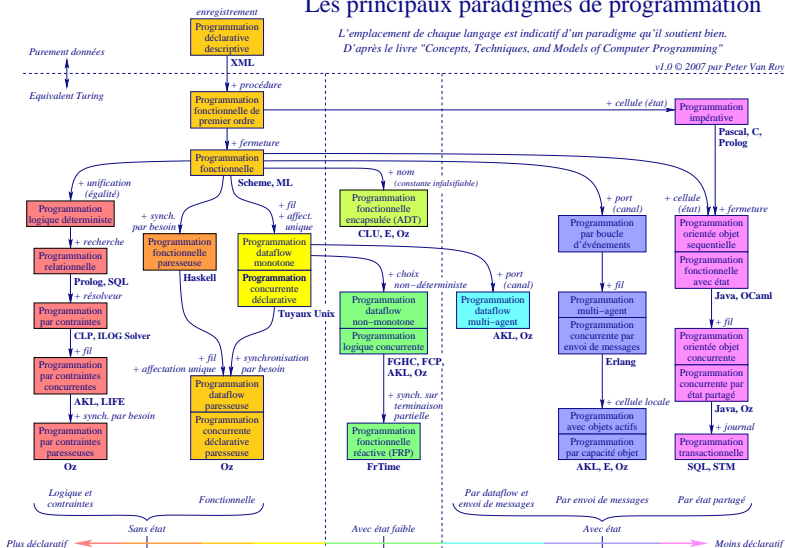 Les principaux paradigmes de programmation
enregistrement
L'emplacement de chaque langage est indicatif d'un paradigme qu'il soutient bien.
D'après le livre "Concepts, Techniques, and Models of Computer Programming"
v1.0 © 2007 par Peter Van Roy
Programmation
déclarative
descriptive
XML
Purement données
Equivalent Turing
+ procédure
Programmation
fonctionnelle de
premier ordre
+ cellule (état)
Programmation
impérative
Pascal, C,
Prolog
+ fermeture
Programmation
fonctionnelle
Scheme, ML
+ unification
(égalité)
Programmation
logique déterministe
+ recherche
Programmation
relationnelle
Prolog, SQL
+ résolveur
Programmation
par contraintes
CLP, ILOG Solver
+ fil
Programmation
par contraintes
concurrentes
AKL, LIFE
+ synch. par besoin
Programmation
par contraintes
paresseuses
Oz
+ synch.
par besoin
Programmation
fonctionnelle
paresseuse
Haskell
+ fil
+ affect.
unique
Programmation
dataflow
monotone
Programmation
concurrente
déclarative
Tuyaux Unix
+ fil
+ affectation unique
+ synchronisation
par besoin
Programmation
dataflow
paresseuse
Programmation
concurrente
déclarative
paresseuse
Oz
+ nom
(constante infalsifiable)
Programmation
fonctionnelle
encapsulée (ADT)
CLU, E, Oz
+ choix
non−déterministe
Programmation
dataflow
non−monotone
Programmation
logique concurrente
FGHC, FCP,
AKL, Oz
+ synch. sur
terminaison
partielle
Programmation
fonctionnelle
réactive (FRP)
FrTime
+ port
(canal)
Programmation
dataflow
multi−agent
AKL, Oz
+ port
(canal)
Programmation
par boucle
d'événements
+ fil
Programmation
multi−agent
Programmation
concurrente par
envoi de messages
Erlang
+ cellule locale
Programmation
avec objets actifs
Programmation
par capacité objet
AKL, E, Oz
+ cellule
(état)
+ fermeture
Programmation
orientée objet
sequentielle
Programmation
fonctionnelle
avec état
Java, OCaml
+ fil
Programmation
orientée objet
concurrente
Programmation
concurrente par
état partagé
Java, Oz
+ journal
Programmation
transactionnelle
SQL, STM
Logique et
contraintes
Fonctionnelle
Par dataflow et
envoi de messages
Par envoi de messages
Par état partagé
Sans état
Avec état faible
Avec état
Plus déclaratif
Moins déclaratif